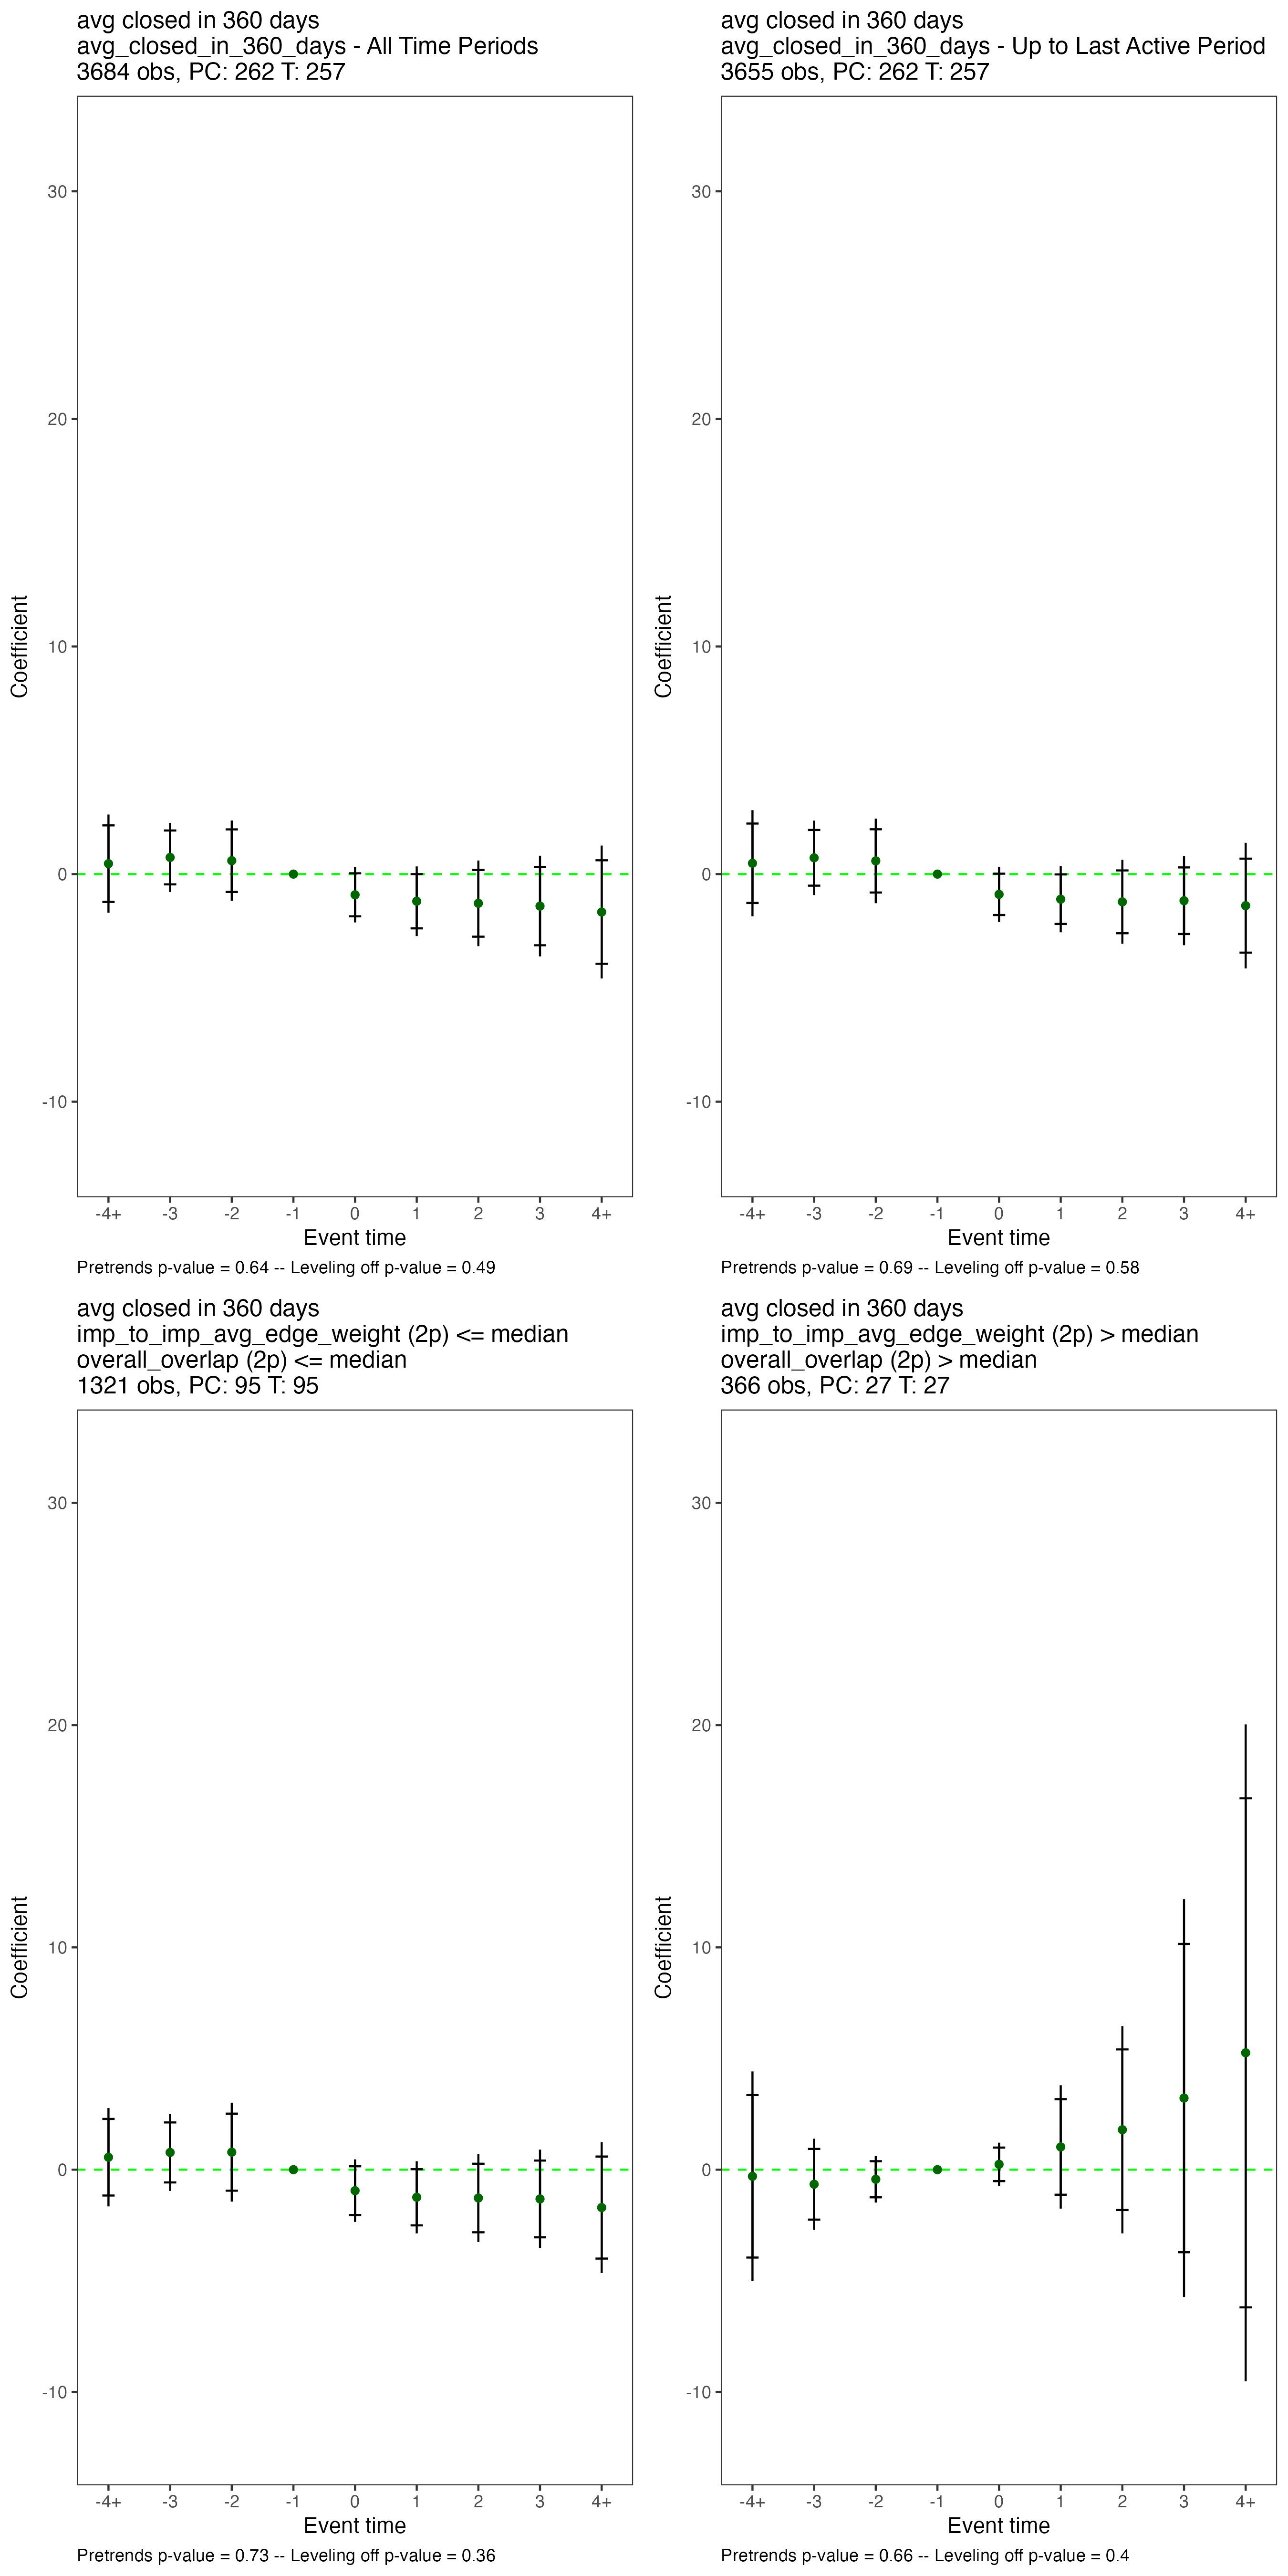 avg closed in 360 days
avg_closed_in_360_days - All Time Periods
3684 obs, PC: 262 T: 257
Coefficient
30
20
10
0
-10
-4+ -3 -2 -1 0 1 2 3 4+
Event time
Pretrends p-value = 0.64 -- Leveling off p-value = 0.49
avg closed in 360 days
avg_closed_in_360_days - Up to Last Active Period
3655 obs, PC: 262 T: 257
Coefficient
30
20
10
0
-10
-4+ -3 -2 -1 0 1 2 3 4+
Event time
Pretrends p-value = 0.69 -- Leveling off p-value = 0.58
avg closed in 360 days
imp_to_imp_avg_edge_weight (2p) <= median
overall_overlap (2p) <= median
1321 obs, PC: 95 T: 95
Coefficient
30
20
10
0
-10
-4+ -3 -2 -1 0 1 2 3 4+
Event time
Pretrends p-value = 0.73 -- Leveling off p-value = 0.36
avg closed in 360 days
imp_to_imp_avg_edge_weight (2p) > median
overall_overlap (2p) > median
366 obs, PC: 27 T: 27
Coefficient
30
20
10
0
-10
-4+ -3 -2 -1 0 1 2 3 4+
Event time
Pretrends p-value = 0.66 -- Leveling off p-value = 0.4